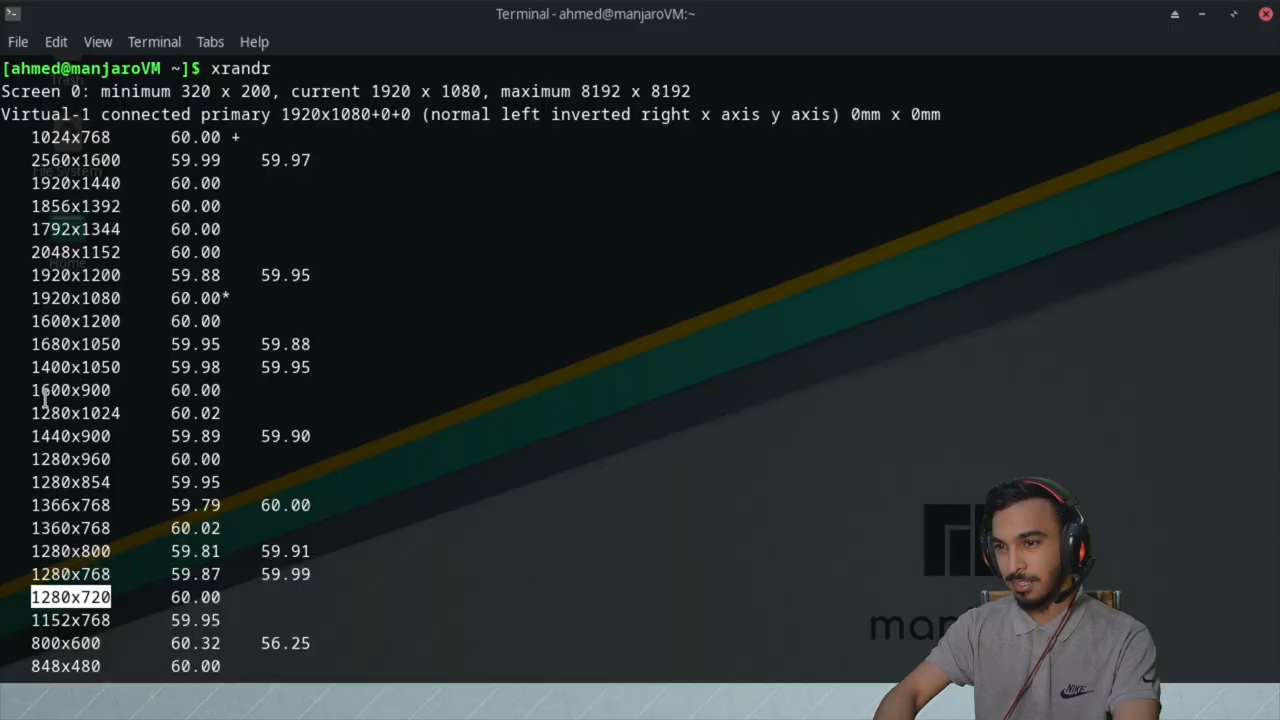 Terminal - ahmed@manjaroVM:~
File Edit View Terminal Tabs Help
[ahmed@manjaroVM ~]$ xrandr
Screen 0: minimum 320 x 200, current 1920 x 1080, maximum 8192 x 8192
Virtual-1 connected primary 1920x1080+0+0 (normal left inverted right x axis y axis) 0mm x 0mm
1024x768 60.00 +
2560x1600 59.99 59.97
1920x1440 60.00
1856x1392 60.00
1792x1344 60.00
2048x1152 60.00
1920x1200 59.88 59.95
1920x1080 60.00*
1600x1200 60.00
1680x1050 59.95 59.88
1400x1050 59.98 59.95
1600x900 60.00
1280x1024 60.02
1440x900 59.89 59.90
1280x960 60.00
1280x854 59.95
1366x768 59.79 60.00
1360x768 60.02
1280x800 59.81 59.91
1280x768 59.87 59.99
1280x720 60.00
1152x768 59.95
800x600 60.32 56.25
848x480 60.00
Trash
File System
Home
NIKE